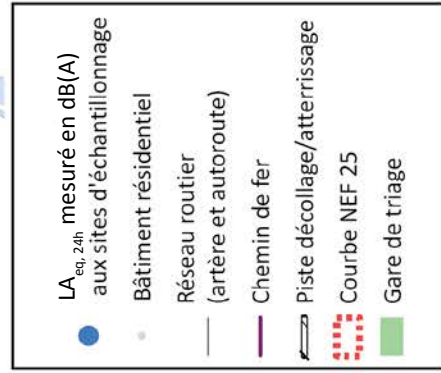 LAeq, 24h mesuré en dB(A)
aux sites d'échantillonnage
Bâtiment résidentiel
Réseau routier
(artère et autoroute)
Chemin de fer
Piste décollage/atterrissage
Courbe NEF 25
Gare de triage